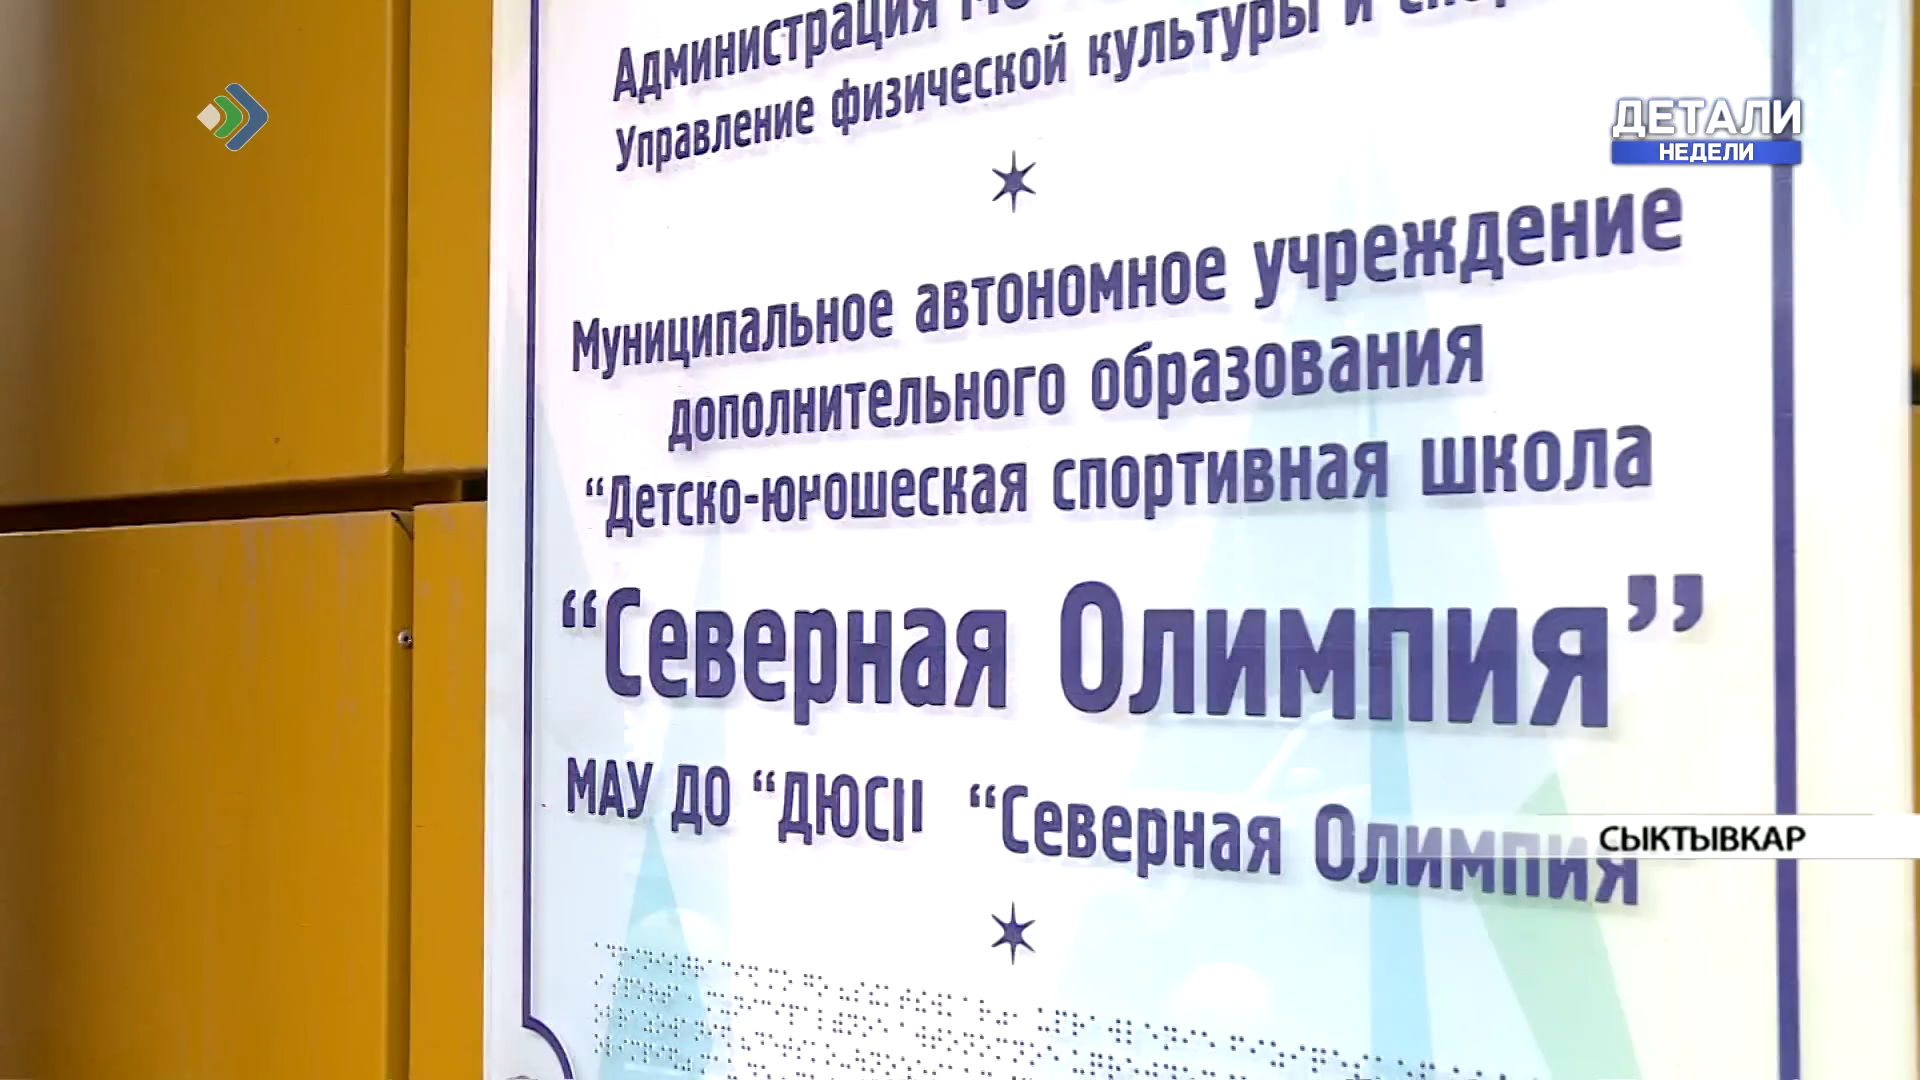 Администрация
Управление физической культуры и
Муниципальное автономное учреждение
дополнительного образования
“Детско-юношеская спортивная школа
“Северная Олимпия”
МАУ ДО “Северная Олимпия
ДЕТАЛИ
НЕДЕЛИ
СЫКТЫВКАР